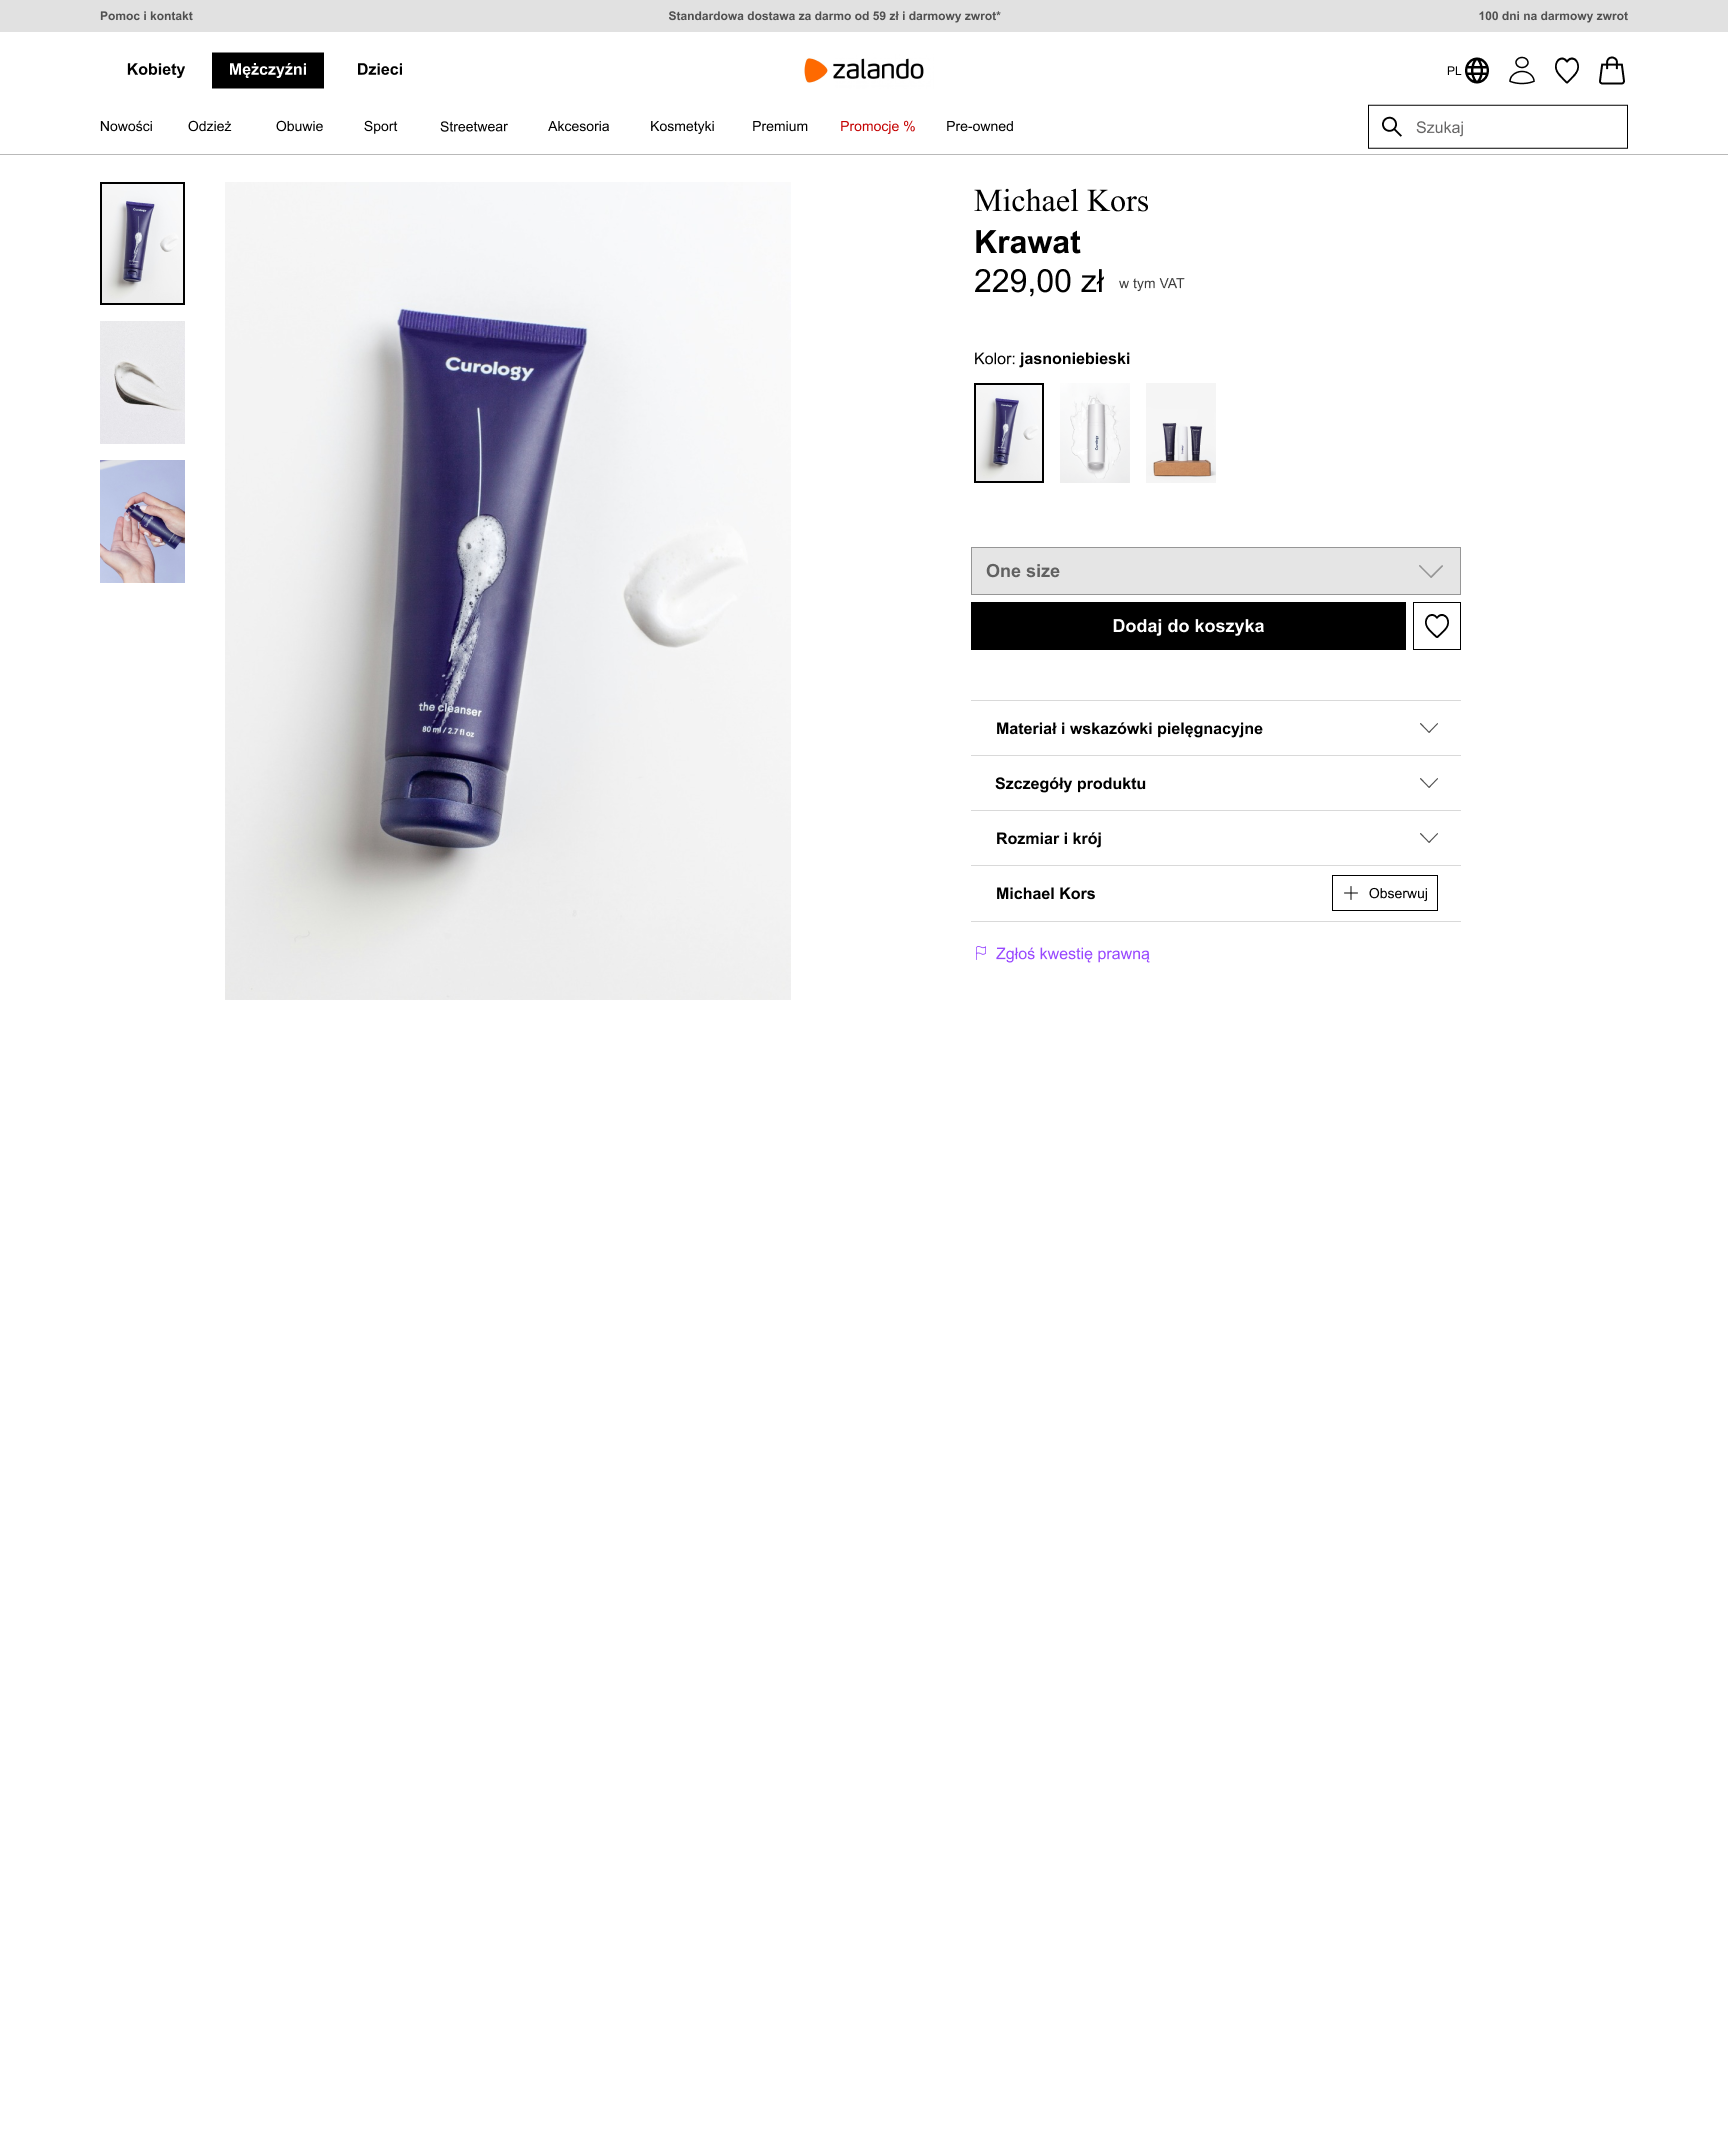 Pomoc i kontakt
Standardowa dostawa za darmo od 59 zł i darmowy zwrot*
100 dni na darmowy zwrot
Kobiety
Mężczyźni
Dzieci
zalando
PL
Nowości
Odzież
Obuwie
Sport
Streetwear
Akcesoria
Kosmetyki
Premium
Promocje %
Pre-owned
Szukaj
Curology
Curology
the cleanser
80 ml / 2.7 fl oz
Michael Kors
Krawat
229,00 zł w tym VAT
Kolor: jasnoniebieski
Curology
Curology
One size
Dodaj do koszyka
Materiał i wskazówki pielęgnacyjne
Szczegóły produktu
Rozmiar i krój
Michael Kors
Obserwuj
Zgłoś kwestię prawną